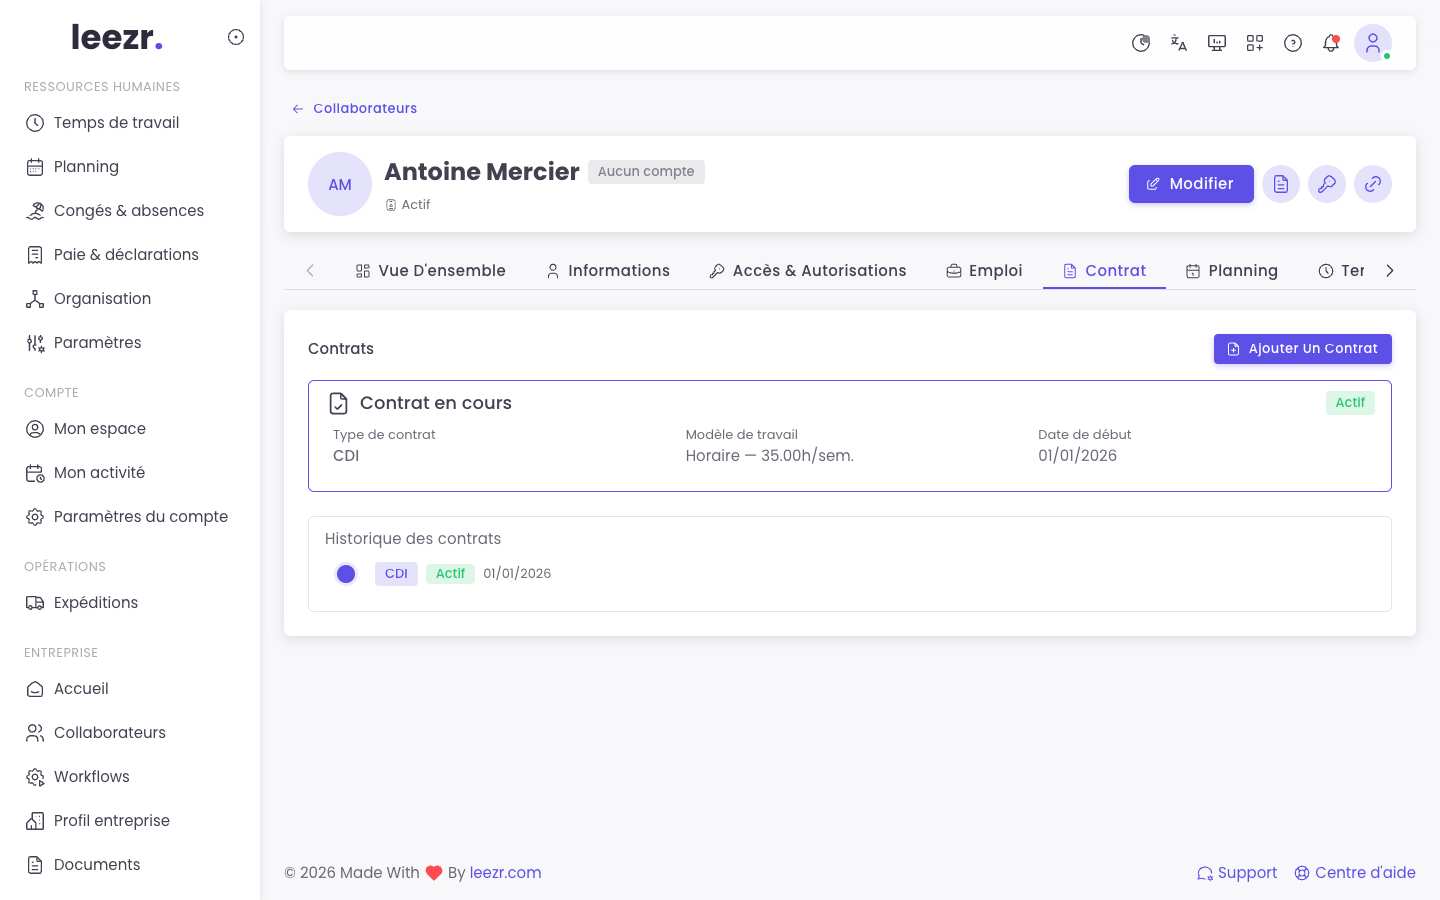 leezr.
RESSOURCES HUMAINES
Temps de travail
Planning
Congés & absences
Paie & déclarations
Organisation
Paramètres
COMPTE
Mon espace
Mon activité
Paramètres du compte
OPÉRATIONS
Expéditions
ENTREPRISE
Accueil
Collaborateurs
Workflows
Profil entreprise
Documents
Collaborateurs
AM
Antoine Mercier Aucun compte
Actif
Modifier
Vue D'ensemble Informations Accès & Autorisations Emploi Contrat Planning Ter
Contrats
Ajouter Un Contrat
Contrat en cours
Actif
Type de contrat Modèle de travail Date de début
CDI Horaire — 35.00h/sem. 01/01/2026
Historique des contrats
CDI Actif 01/01/2026
© 2026 Made With By leezr.com
Support Centre d'aide